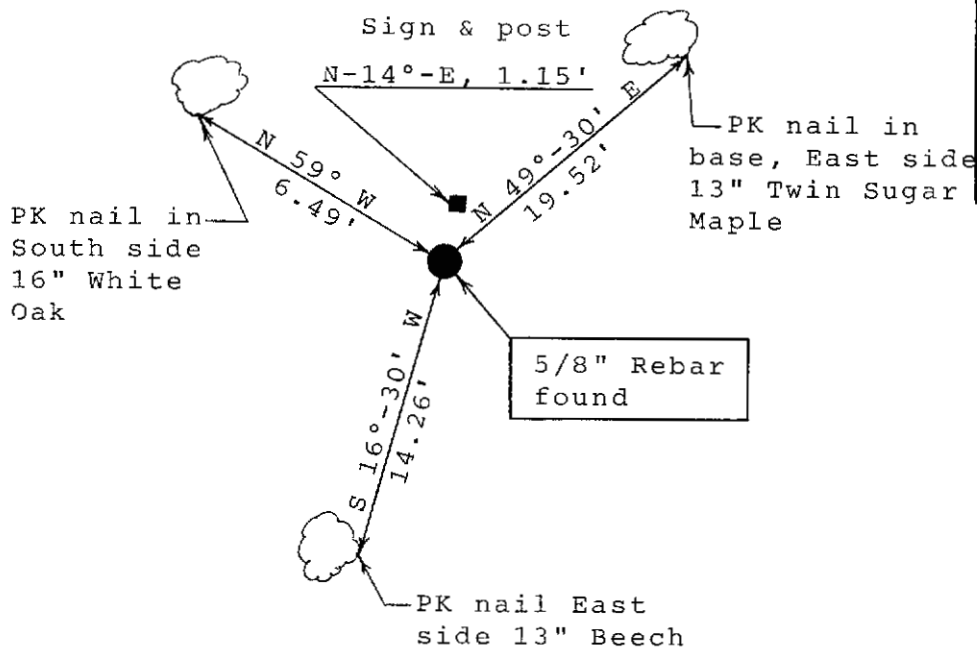 Sign & post
N-14°-E, 1.15'
N 59° W
6.49'
N 49°-30' E
19.52'
PK nail in
base, East side
13" Twin Sugar
Maple
PK nail in
South side
16" White
Oak
5/8" Rebar
found
S 16°-30' W
14.26'
PK nail East
side 13" Beech